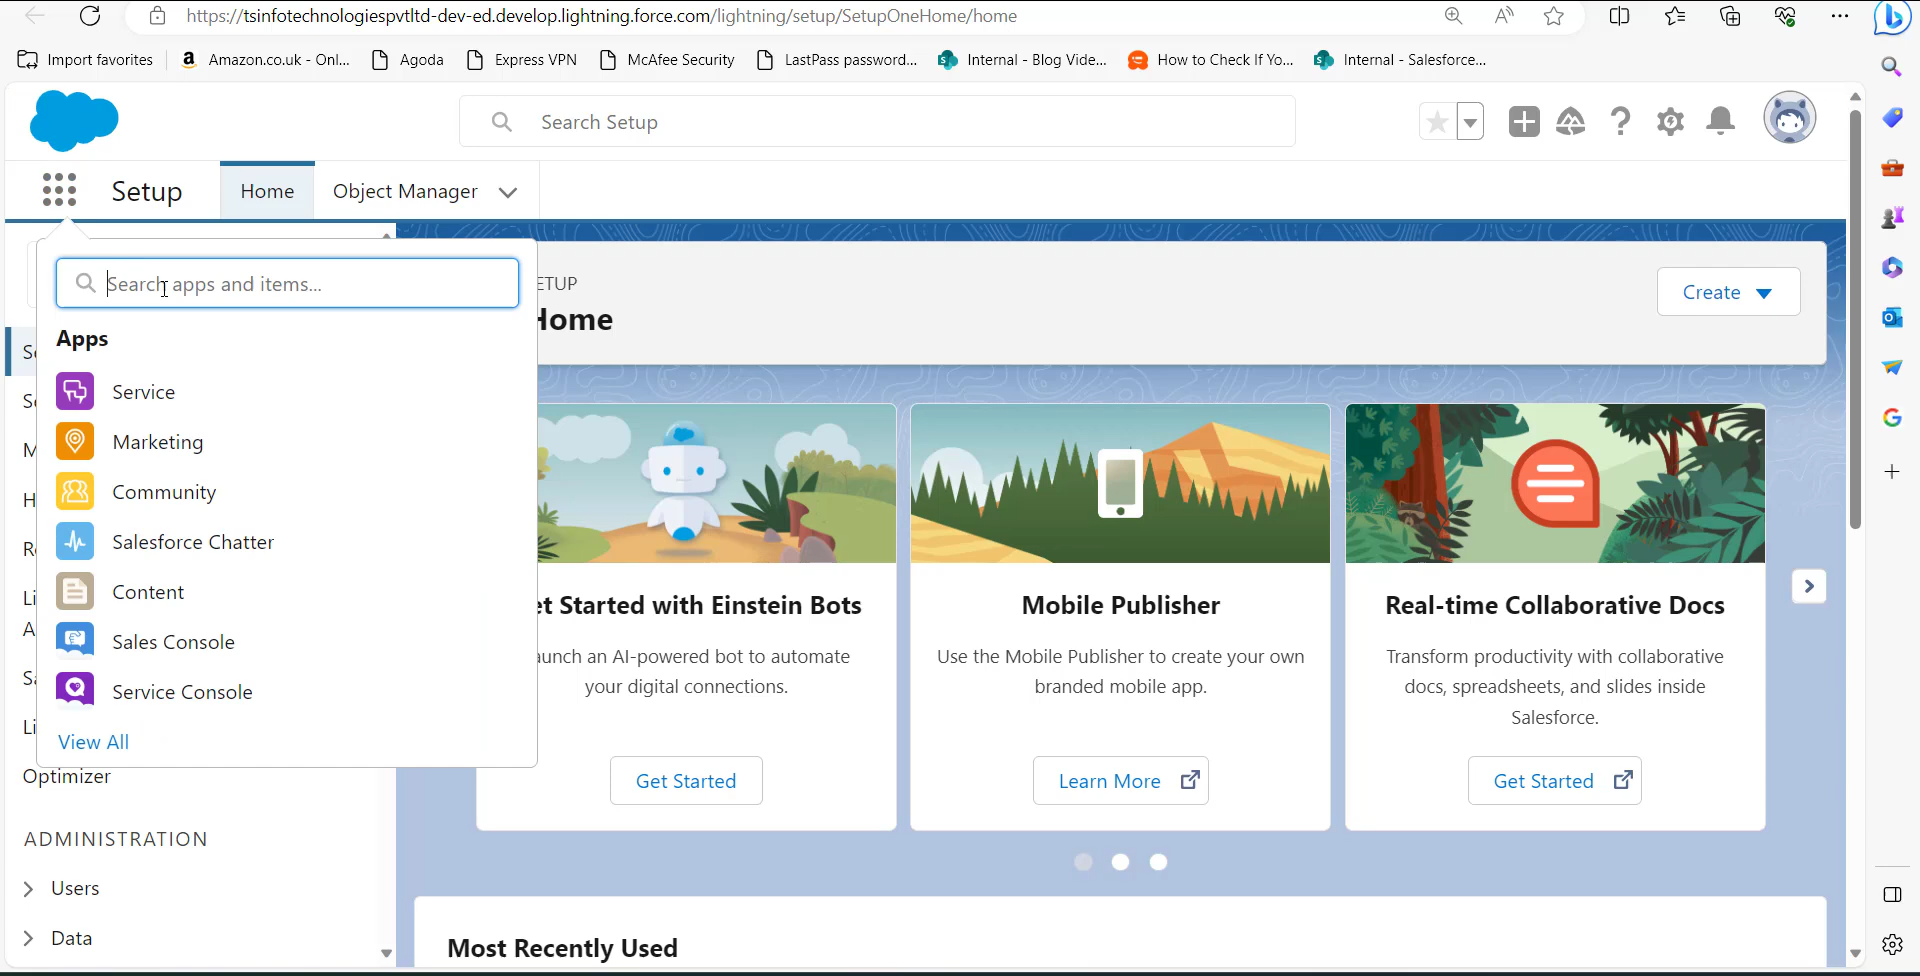 https://tsinfotechnologiespvtltd-dev-ed.develop.lightning.force.com/lightning/setup/SetupOneHome/home
Import favorites
Amazon.co.uk - Onl...
Agoda
Express VPN
McAfee Security
LastPass password...
Internal - Blog Vide...
How to Check If Yo...
Internal - Salesforce...
Search Setup
Setup
Home
Object Manager
Search apps and items...
Apps
Service
Marketing
Community
Salesforce Chatter
Content
Sales Console
Service Console
View All
Optimizer
ADMINISTRATION
Users
Data
ETUP
Home
Create
et Started with Einstein Bots
aunch an AI-powered bot to automate
your digital connections.
Get Started
Mobile Publisher
Use the Mobile Publisher to create your own
branded mobile app.
Learn More
Real-time Collaborative Docs
Transform productivity with collaborative
docs, spreadsheets, and slides inside
Salesforce.
Get Started
Most Recently Used